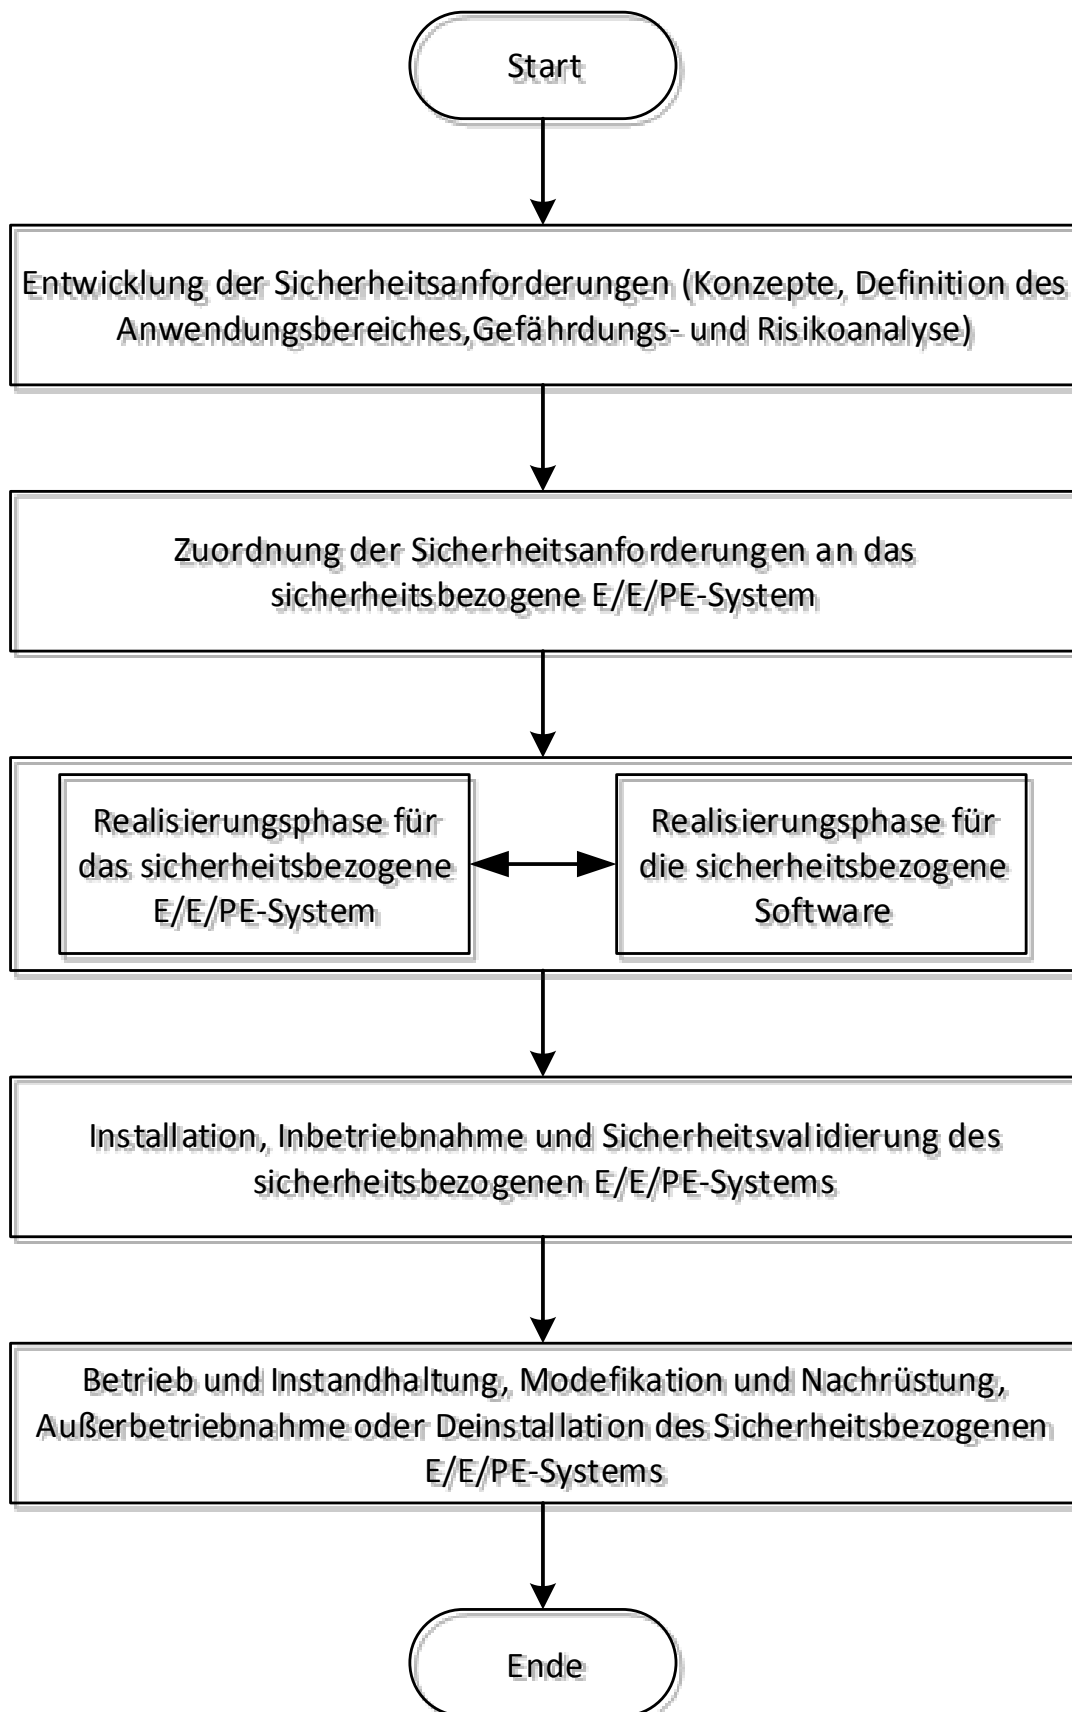 Start
Entwicklung der Sicherheitsanforderungen (Konzepte, Definition des
Anwendungsbereiches,Gefährdungs- und Risikoanalyse)
Zuordnung der Sicherheitsanforderungen an das
sicherheitsbezogene E/E/PE-System
Realisierungsphase für
das sicherheitsbezogene
E/E/PE-System
Realisierungsphase für
die sicherheitsbezogene
Software
Installation, Inbetriebnahme und Sicherheitsvalidierung des
sicherheitsbezogenen E/E/PE-Systems
Betrieb und Instandhaltung, Modefikation und Nachrüstung,
Außerbetriebnahme oder Deinstallation des Sicherheitsbezogenen
E/E/PE-Systems
Ende